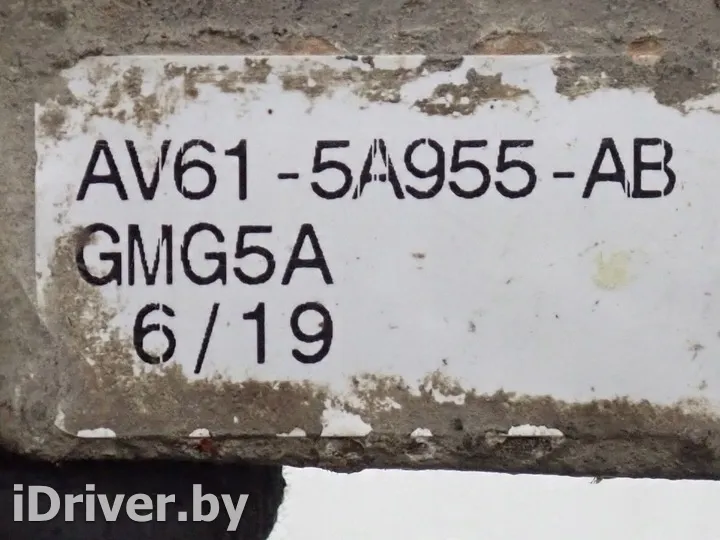 AV61-5A955-AB
GMG5A
6/19
iDriver.by